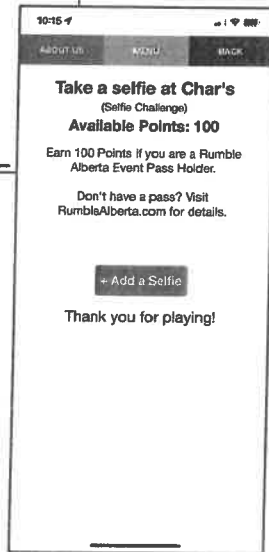 10:15
ABOUT US MENU BACK
Take a selfie at Char's
(Selfie Challenge)
Available Points: 100
Earn 100 Points if you are a Rumble
Alberta Event Pass Holder.
Don't have a pass? Visit
RumbleAlberta.com for details.
+ Add a Selfie
Thank you for playing!